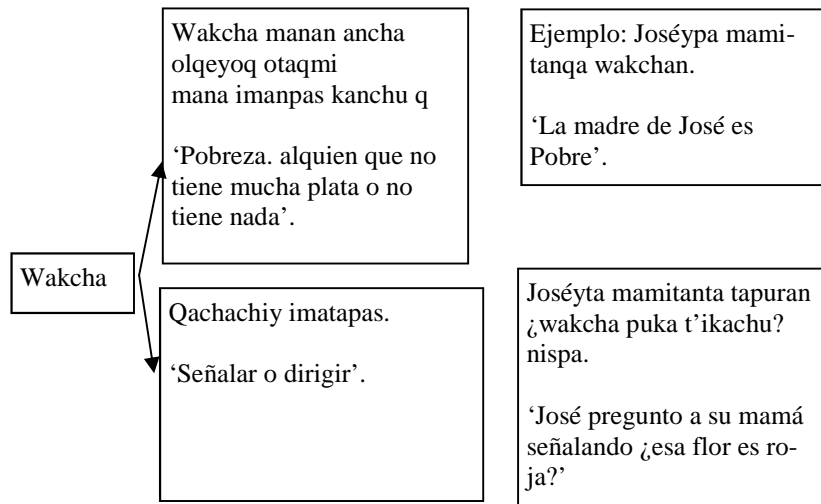 Wakcha manan ancha
olqeyoq otaqmi
mana imanpas kanchu q
‘Pobreza. alquien que no
tiene mucha plata o no
tiene nada’.
Ejemplo: Joséypa mami-
tanqa wakchan.
‘La madre de José es
Pobre’.
Wakcha
Qachachiy imatapas.
‘Señalar o dirigir’.
Joséyta mamitanta tapuran
¿wakcha puka t’ikachu?
nispa.
‘José pregunto a su mamá
señalando ¿esa flor es ro-
ja?’